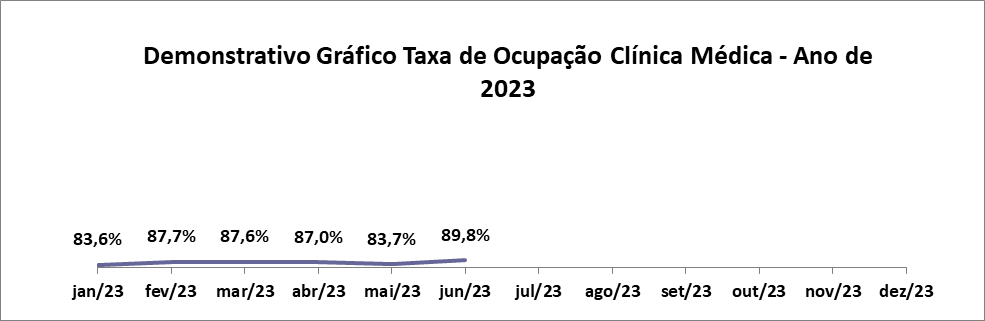 Demonstrativo Gráfico Taxa de Ocupação Clínica Médica - Ano de
2023
83,6% 87,7% 87,6% 87,0% 83,7% 89,8%
jan/23 fev/23 mar/23 abr/23 mai/23 jun/23 jul/23 ago/23 set/23 out/23 nov/23 dez/23